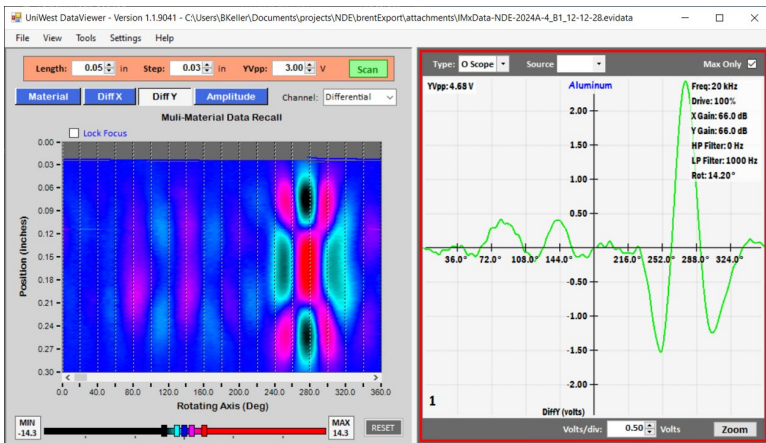 UniWest DataViewer - Version 1.1.9041 - C:\Users\BKeller\Documents\projects\NDE\brentExport\attachments\IMxData-NDE-2024A-4_B1_12-12-28.evidata
File View Tools Settings Help
Length: 0.05 in Step: 0.03 in YVpp: 3.00 V Scan
Material Diff X Diff Y Amplitude Channel: Differential
Muli-Material Data Recall
Lock Focus
0.00
0.03
0.06
0.09
0.12
0.15
0.18
0.21
0.24
0.27
0.30
Position (inches)
0.0 40.0 80.0 120.0 160.0 200.0 240.0 280.0 320.0 360.0
Rotating Axis (Deg)
MIN
-14.3
MAX
14.3
RESET
Type: O Scope Source Max Only
YVpp: 4.68 V
Aluminum
Freq: 20 kHz
Drive: 100%
X Gain: 66.0 dB
Y Gain: 66.0 dB
HP Filter: 0 Hz
LP Filter: 1000 Hz
Rot: 14.20°
2.00
1.50
1.00
0.50
36.0° 72.0° 108.0° 144.0° 216.0° 252.0° 288.0° 324.0°
-0.50
-1.00
-1.50
-2.00
1
DiffY (volts)
Volts/div: 0.50 Volts Zoom